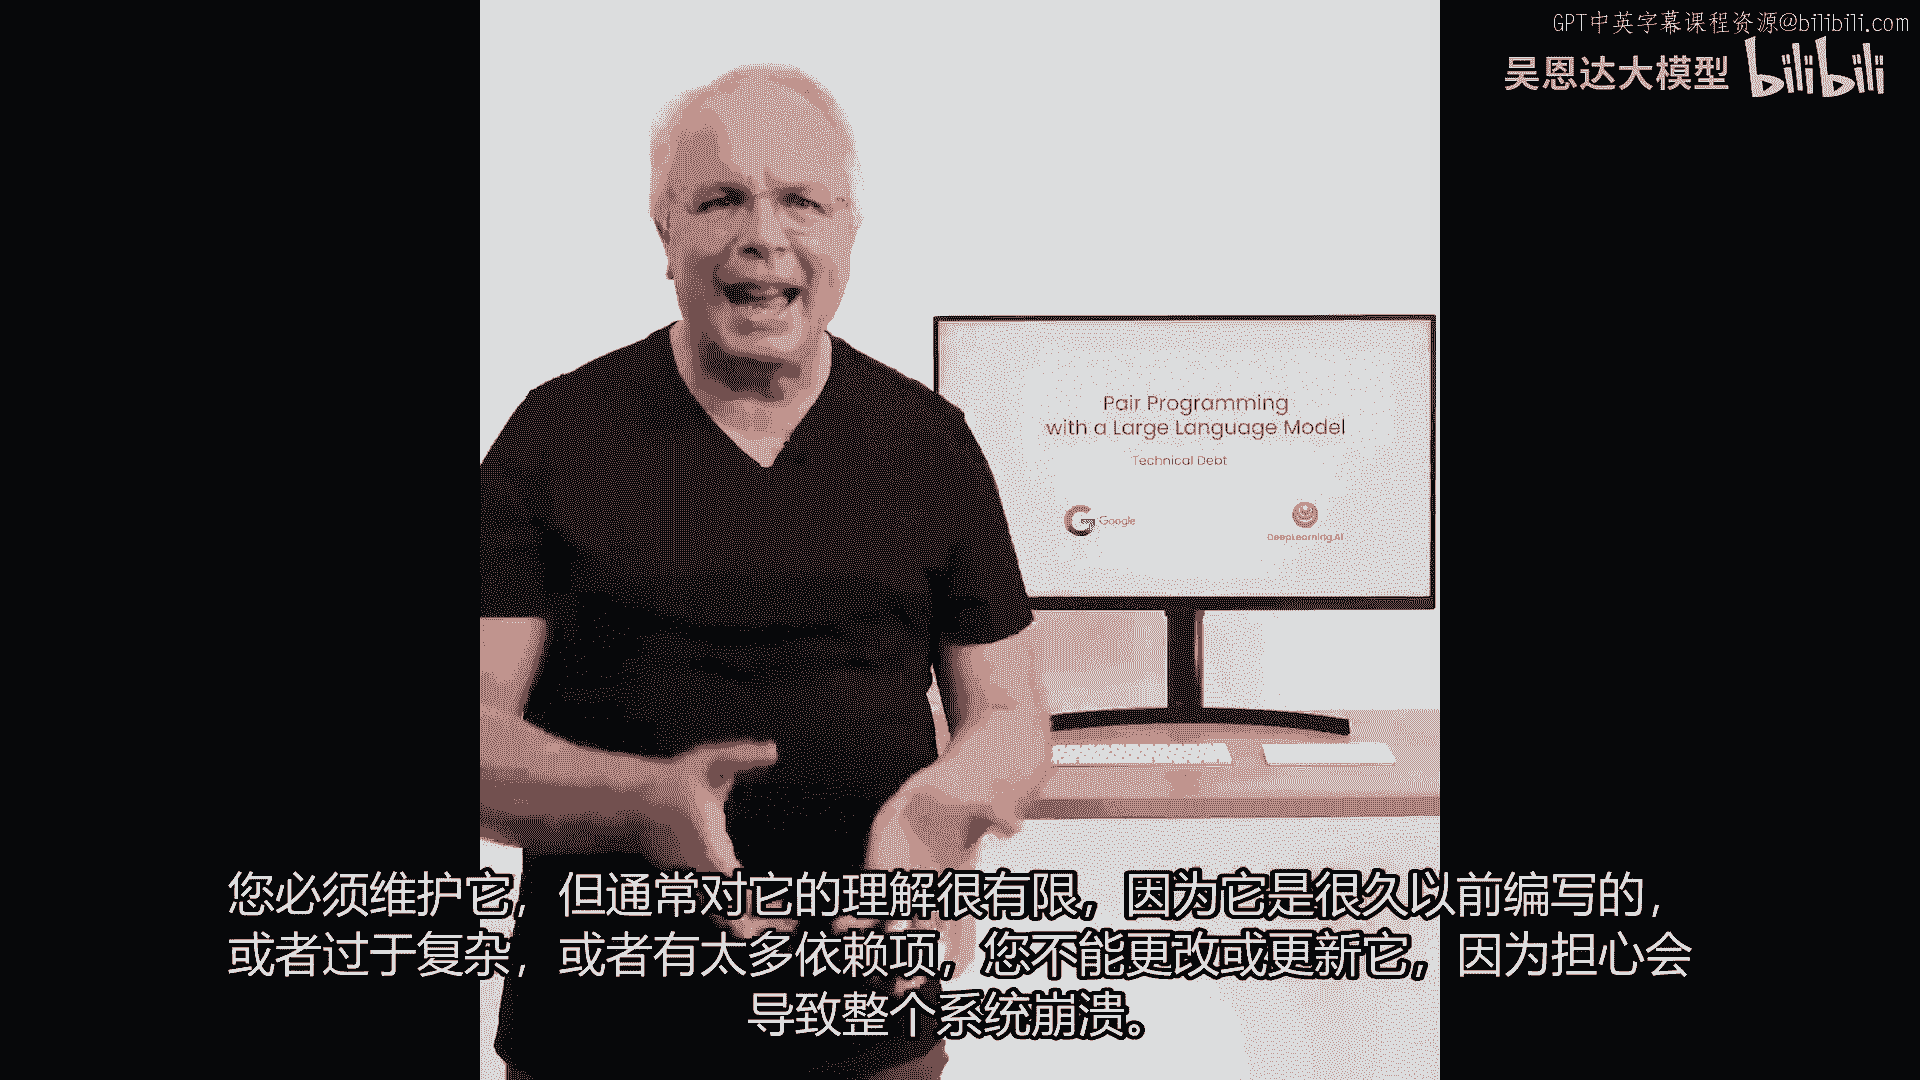 GPT中英字幕课程资源@bilibili.com
吴恩达大模型 bilibili
Pair Programming
with a Large Language Model
Technical Debt
Google
DeepLearning.AI
您必须维护它，但通常对它的理解很有限，因为它是很久以前编写的，
或者过于复杂，或者有太多依赖项，您不能更改或更新它，因为担心会
导致整个系统崩溃。